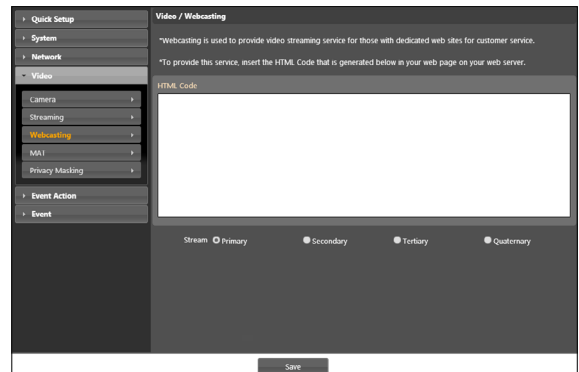 Quick Setup
System
Network
Video
Camera
Streaming
Webcasting
MAT
Privacy Masking
Event Action
Event
Video / Webcasting
*Webcasting is used to provide video streaming service for those with dedicated web sites for customer service.
*To provide this service, insert the HTML Code that is generated below in your web page on your web server.
HTML Code
Stream Primary Secondary Tertiary Quaternary
Save